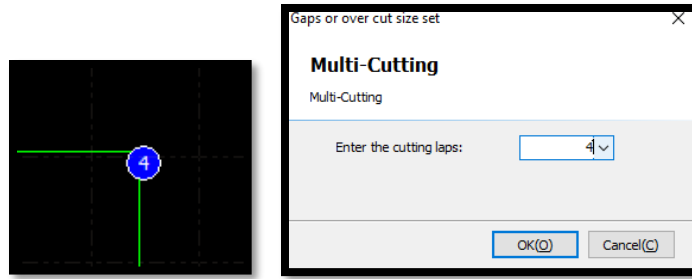 4
Gaps or over cut size set
Multi-Cutting
Multi-Cutting
Enter the cutting laps: 4
OK(O) Cancel(C)